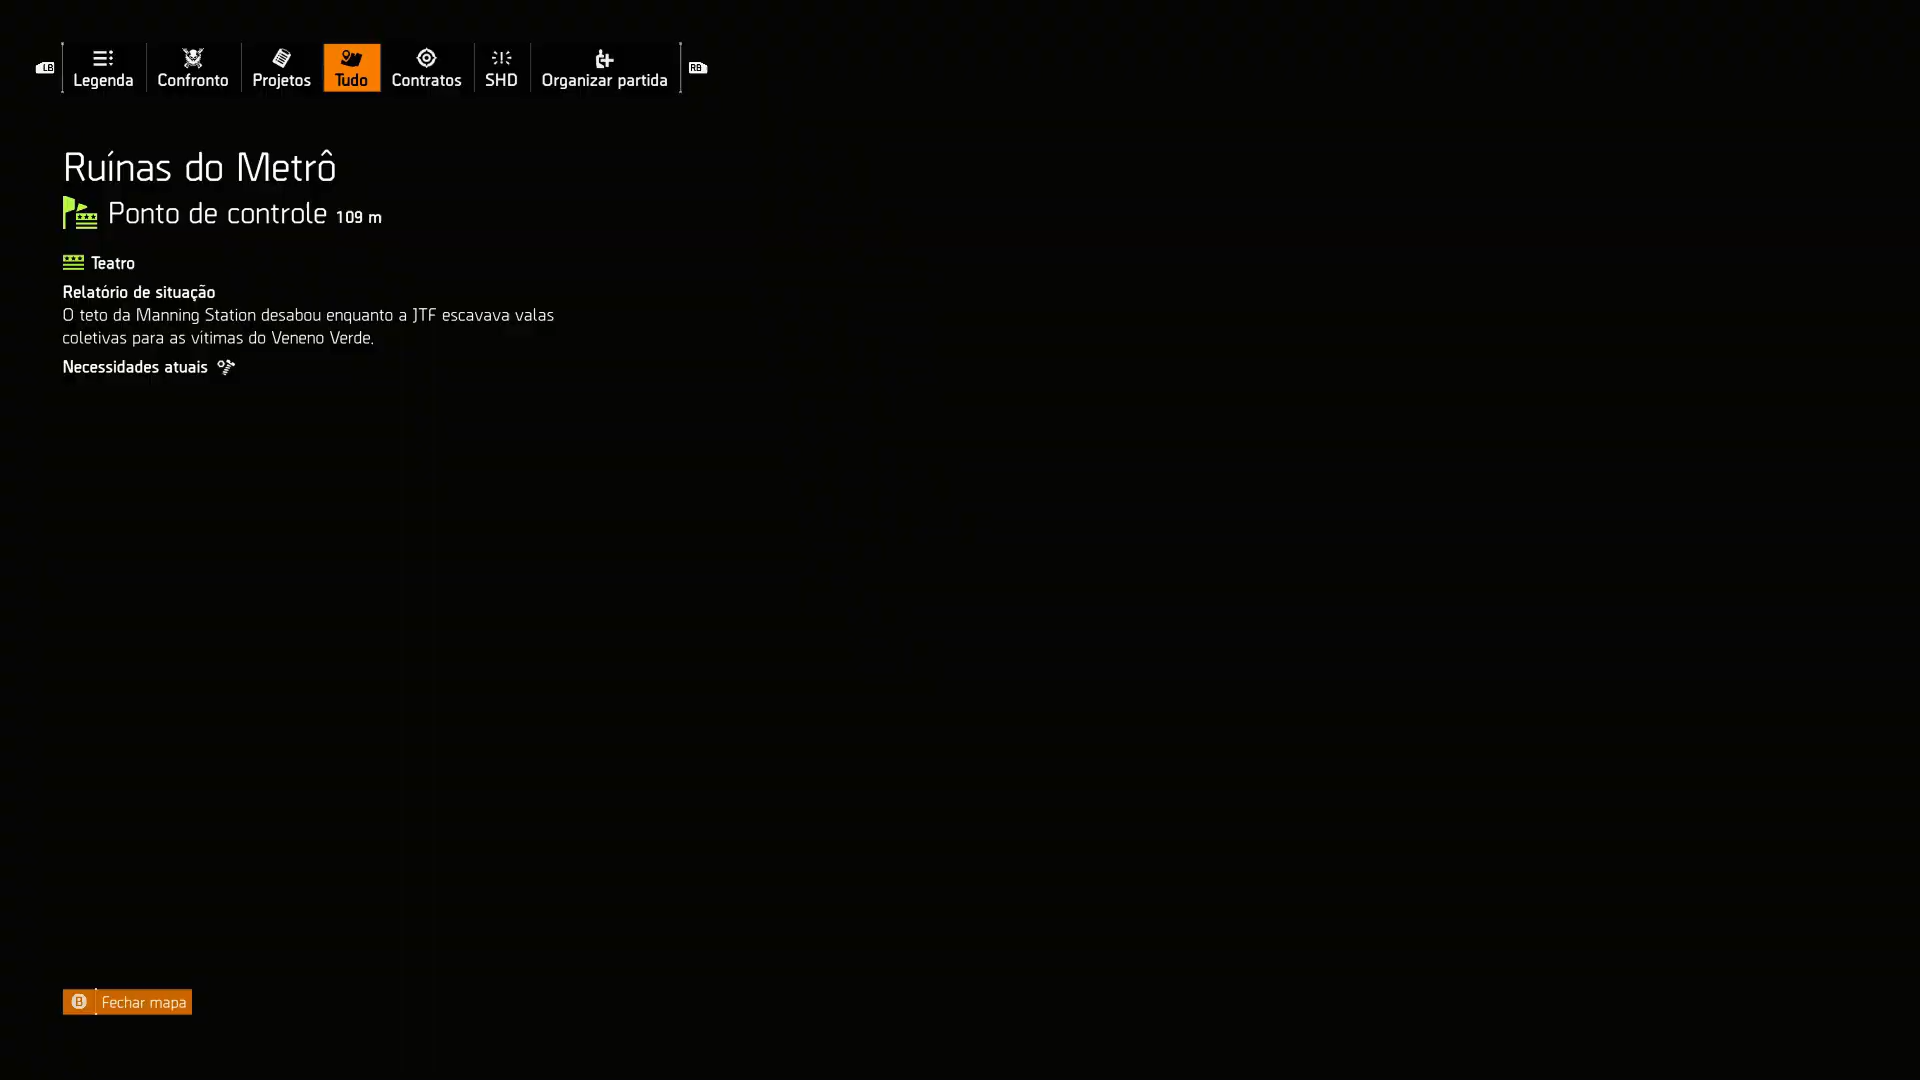 LB
Legenda
Confronto
Projetos
Tudo
Contratos
SHD
Organizar partida
RB
Ruínas do Metrô
Ponto de controle 109 m
Teatro
Relatório de situação
O teto da Manning Station desabou enquanto a JTF escavava valas
coletivas para as vítimas do Veneno Verde.
Necessidades atuais
B Fechar mapa